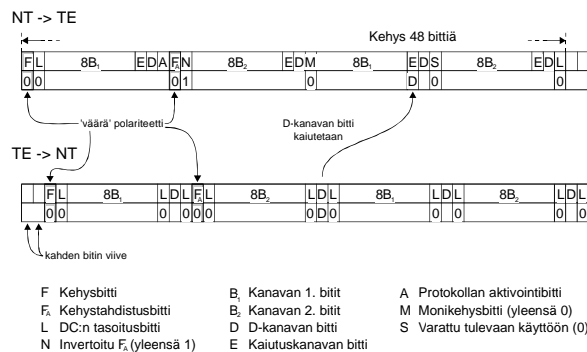 NT -> TE
Kehys 48 bittiä
F L 8B₁ E D A Fₐ N 8B₂ E D M 8B₁ E D S 8B₂ E D L
0 0 0 1 0 D 0 0
'väärä' polariteetti
D-kanavan bitti
kaiutetaan
TE -> NT
F L 8B₁ L D L Fₐ L 8B₂ L D L 8B₁ L D L 8B₂ L D L
0 0 0 0 0 0 0 D 0 0 0 0 0
kahden bitin viive
F Kehysbitti
Fₐ Kehystahdistusbitti
L DC:n tasoitusbitti
N Invertoitu Fₐ (yleensä 1)
B₁ Kanavan 1. bitit
B₂ Kanavan 2. bitit
D D-kanavan bitti
E Kaiutuskanavan bitti
A Protokollan aktivointibitti
M Monikehysbitti (yleensä 0)
S Varattu tulevaan käyttöön (0)